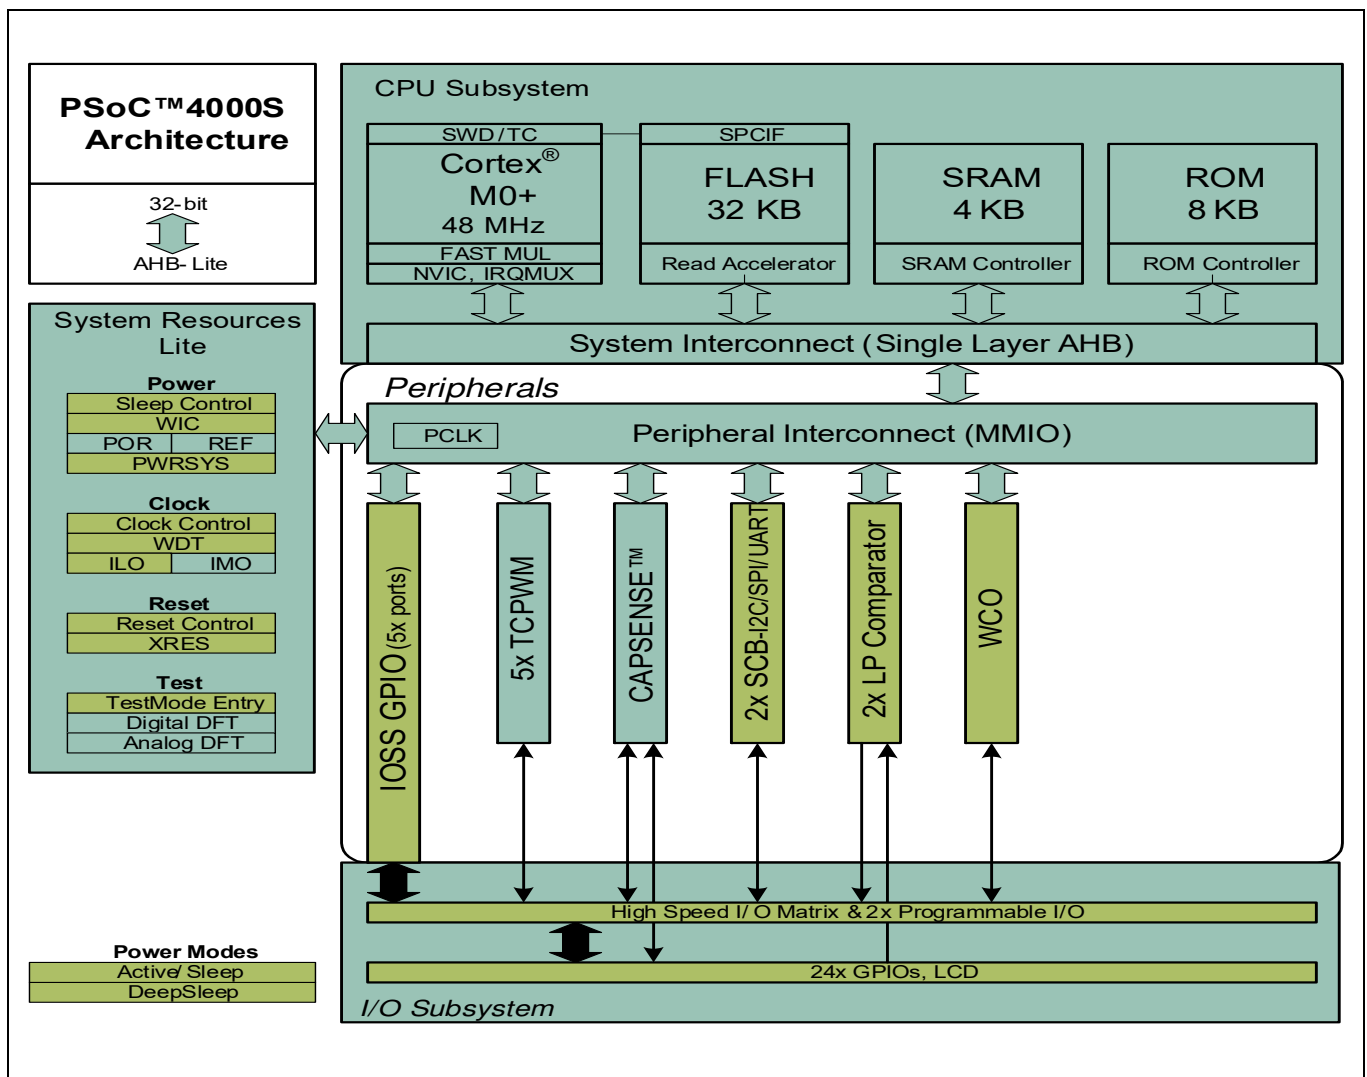 PSoC™4000S
Architecture
32-bit
AHB- Lite
CPU Subsystem
SWD/TC
Cortex®
M0+
48 MHz
FAST MUL
NVIC, IRQMUX
SPCIF
FLASH
32 KB
Read Accelerator
SRAM
4 KB
SRAM Controller
ROM
8 KB
ROM Controller
System Interconnect (Single Layer AHB)
System Resources
Lite
Power
Sleep Control
WIC
POR REF
PWRSYS
Clock
Clock Control
WDT
ILO IMO
Reset
Reset Control
XRES
Test
TestMode Entry
Digital DFT
Analog DFT
Peripherals
PCLK
Peripheral Interconnect (MMIO)
IOSS GPIO (5x ports)
5x TCPWM
CAPSENSE™
2x SCB-I2C/SPI/UART
2x LP Comparator
WCO
High Speed I/O Matrix & 2x Programmable I/O
24x GPIOs, LCD
I/O Subsystem
Power Modes
Active/Sleep
DeepSleep